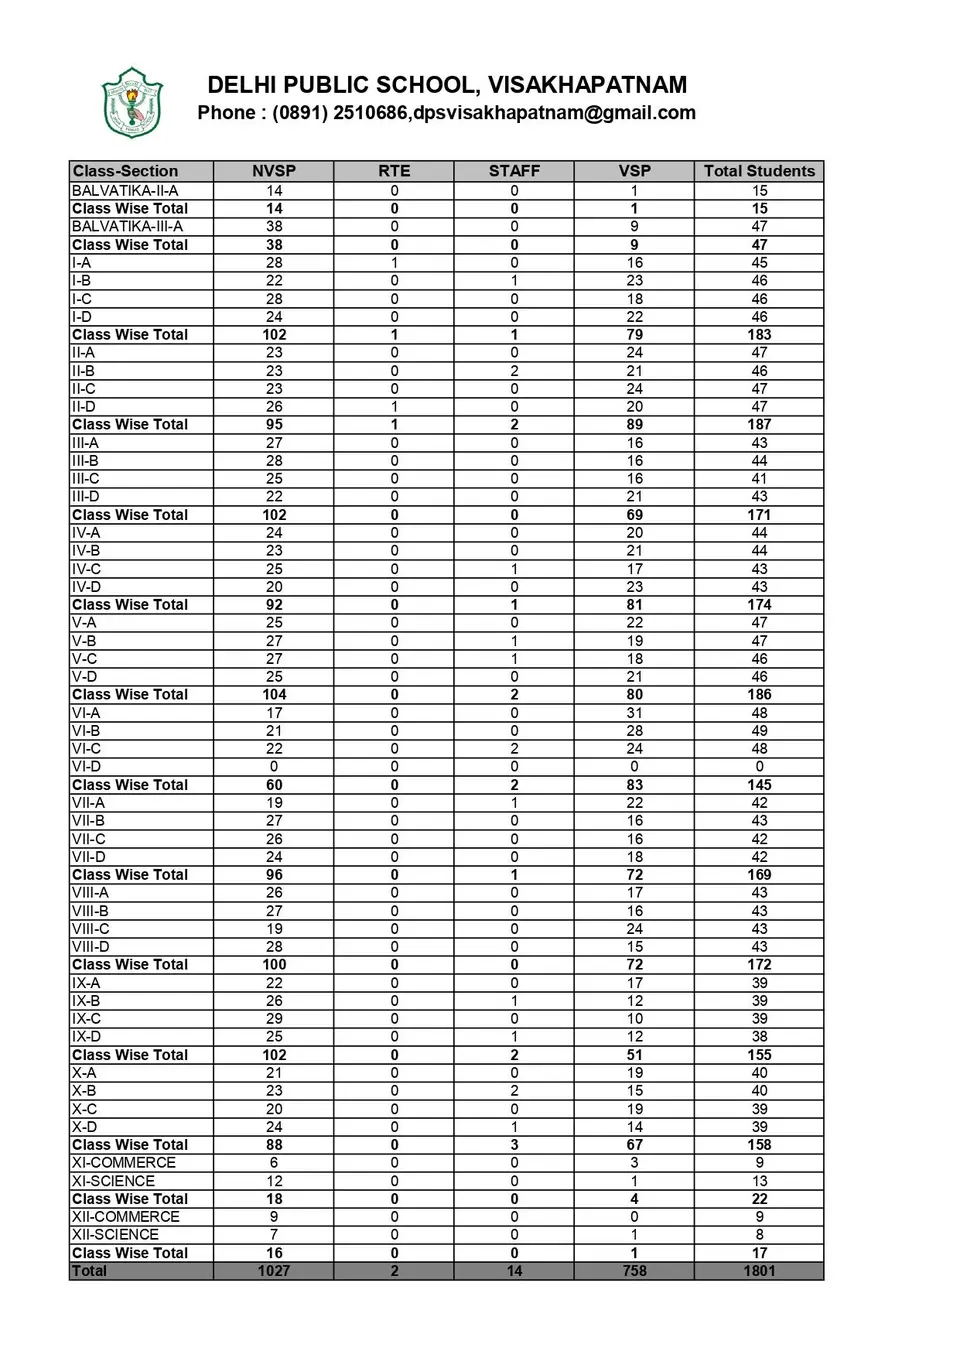 DELHI PUBLIC SCHOOL, VISAKHAPATNAM
Phone : (0891) 2510686,dpsvisakhapatnam@gmail.com
Class-Section NVSP RTE STAFF VSP Total Students
BALVATIKA-II-A 14 0 0 1 15
Class Wise Total 14 0 0 1 15
BALVATIKA-III-A 38 0 0 9 47
Class Wise Total 38 0 0 9 47
I-A 28 1 0 16 45
I-B 22 0 1 23 46
I-C 28 0 0 18 46
I-D 24 0 0 22 46
Class Wise Total 102 1 1 79 183
II-A 23 0 0 24 47
II-B 23 0 2 21 46
II-C 23 0 0 24 47
II-D 26 1 0 20 47
Class Wise Total 95 1 2 89 187
III-A 27 0 0 16 43
III-B 28 0 0 16 44
III-C 25 0 0 16 41
III-D 22 0 0 21 43
Class Wise Total 102 0 0 69 171
IV-A 24 0 0 20 44
IV-B 23 0 0 21 44
IV-C 25 0 1 17 43
IV-D 20 0 0 23 43
Class Wise Total 92 0 1 81 174
V-A 25 0 0 22 47
V-B 27 0 1 19 47
V-C 27 0 1 18 46
V-D 25 0 0 21 46
Class Wise Total 104 0 2 80 186
VI-A 17 0 0 31 48
VI-B 21 0 0 28 49
VI-C 22 0 2 24 48
VI-D 0 0 0 0 0
Class Wise Total 60 0 2 83 145
VII-A 19 0 1 22 42
VII-B 27 0 0 16 43
VII-C 26 0 0 16 42
VII-D 24 0 0 18 42
Class Wise Total 96 0 1 72 169
VIII-A 26 0 0 17 43
VIII-B 27 0 0 16 43
VIII-C 19 0 0 24 43
VIII-D 28 0 0 15 43
Class Wise Total 100 0 0 72 172
IX-A 22 0 0 17 39
IX-B 26 0 1 12 39
IX-C 29 0 0 10 39
IX-D 25 0 1 12 38
Class Wise Total 102 0 2 51 155
X-A 21 0 0 19 40
X-B 23 0 2 15 40
X-C 20 0 0 19 39
X-D 24 0 1 14 39
Class Wise Total 88 0 3 67 158
XI-COMMERCE 6 0 0 3 9
XI-SCIENCE 12 0 0 1 13
Class Wise Total 18 0 0 4 22
XII-COMMERCE 9 0 0 0 9
XII-SCIENCE 7 0 0 1 8
Class Wise Total 16 0 0 1 17
Total 1027 2 14 758 1801